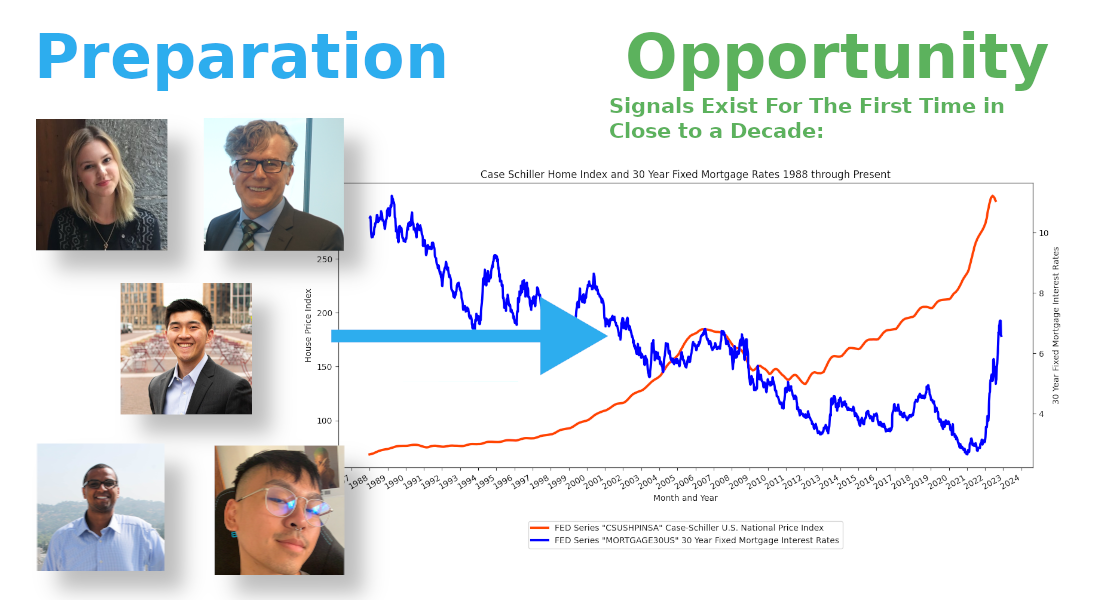 Preparation
Opportunity
Signals Exist For The First Time in
Close to a Decade:
Case Schiller Home Index and 30 Year Fixed Mortgage Rates 1988 through Present
250
200
150
100
House Price Index
10
8
6
4
30 Year Fixed Mortgage Interest Rates
7 1988 1989 1990 1991 1992 1993 1994 1995 1996 1997 1998 1999 2000 2001 2002 2003 2004 2005 2006 2007 2008 2009 2010 2011 2012 2013 2014 2015 2016 2017 2018 2019 2020 2021 2022 2023 2024
Month and Year
FED Series "CSUSHPINSA" Case-Schiller U.S. National Price Index
FED Series "MORTGAGE30US" 30 Year Fixed Mortgage Interest Rates